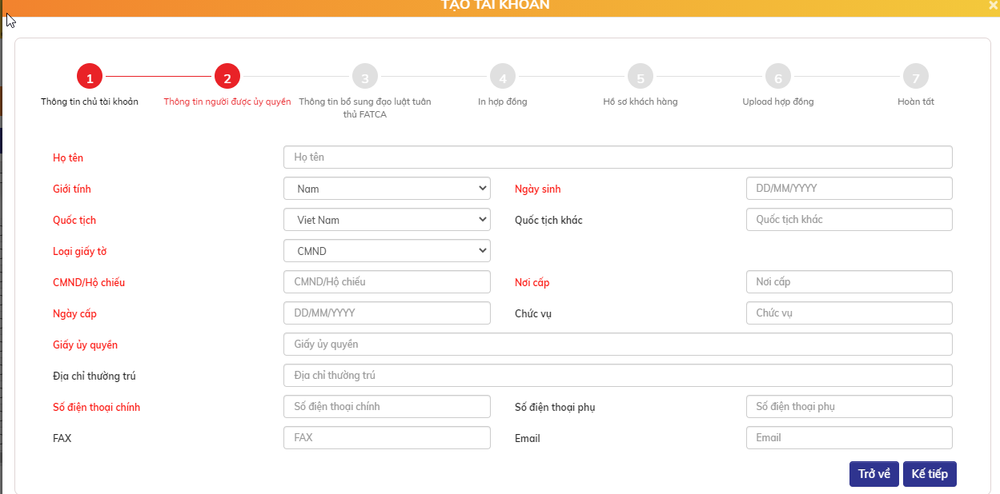 TẠO TÀI KHOẢN
×
1 2 3 4 5 6 7
Thông tin chủ tài khoản Thông tin người được ủy quyền Thông tin bổ sung đạo luật tuân In hợp đồng Hồ sơ khách hàng Upload hợp đồng Hoàn tất
thủ FATCA
Họ tên Họ tên
Giới tính Nam Ngày sinh DD/MM/YYYY
Quốc tịch Viet Nam Quốc tịch khác Quốc tịch khác
Loại giấy tờ CMND
CMND/Hộ chiếu CMND/Hộ chiếu Nơi cấp Nơi cấp
Ngày cấp DD/MM/YYYY Chức vụ Chức vụ
Giấy ủy quyền Giấy ủy quyền
Địa chỉ thường trú Địa chỉ thường trú
Số điện thoại chính Số điện thoại chính Số điện thoại phụ Số điện thoại phụ
FAX FAX Email Email
Trở về Kế tiếp